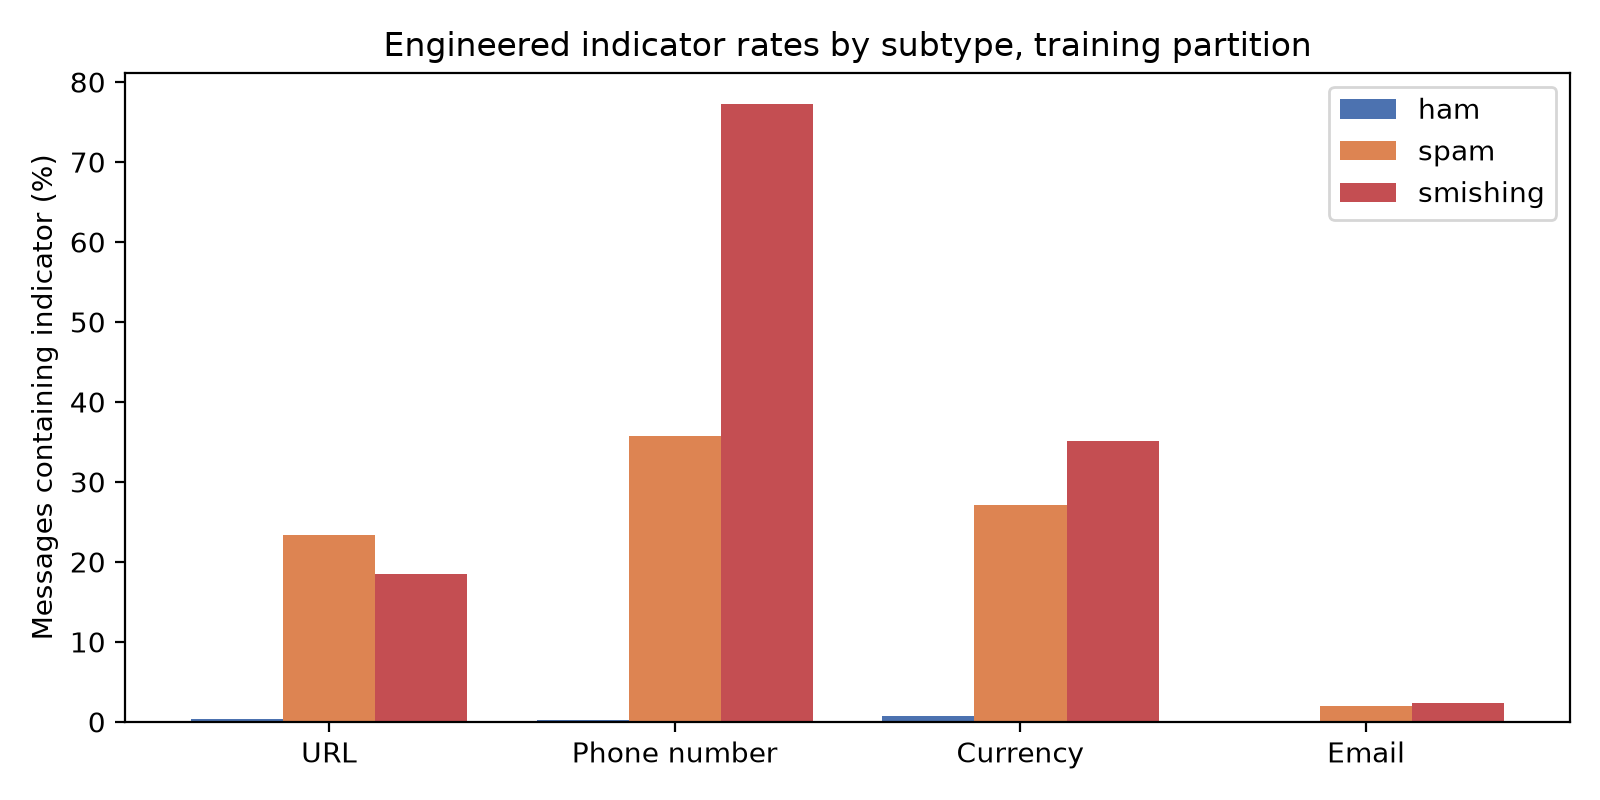 Engineered indicator rates by subtype, training partition
Messages containing indicator (%)
80
70
60
50
40
30
20
10
0
ham
spam
smishing
URL
Phone number
Currency
Email